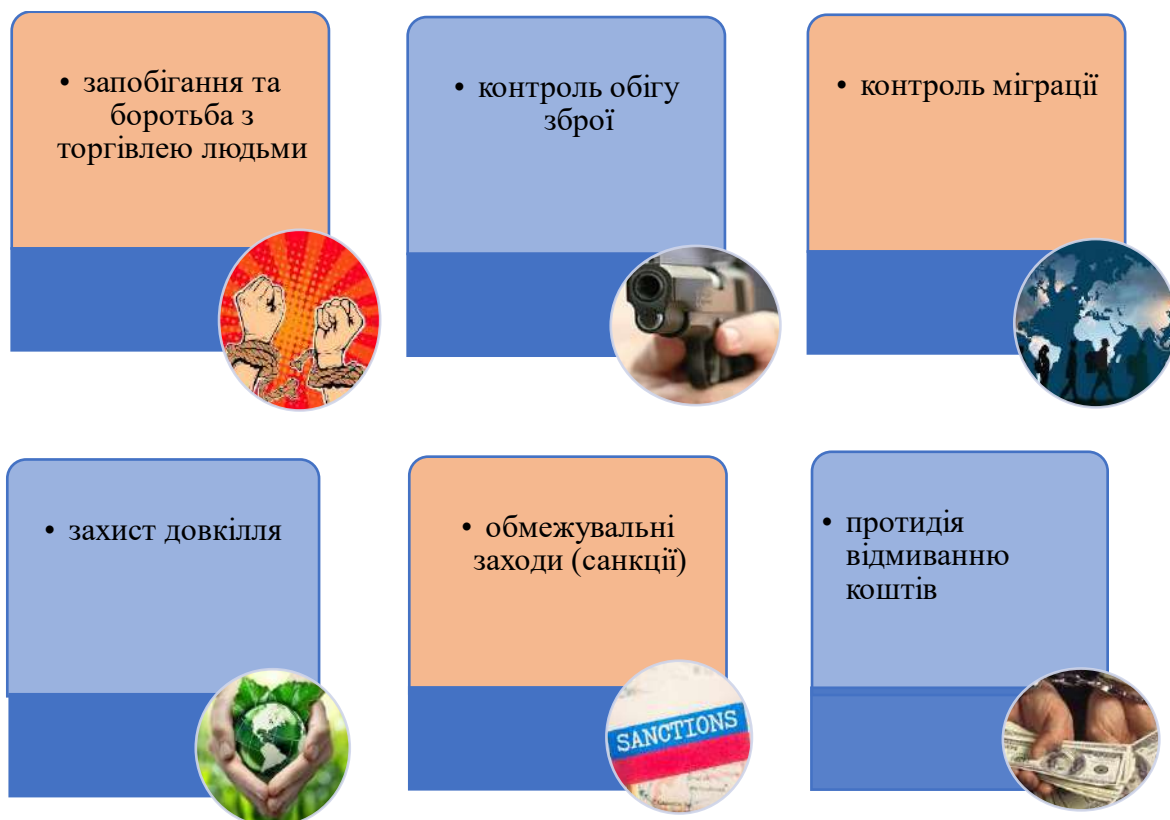 • запобігання та
боротьба з
торгівлею людьми
• контроль обігу
зброї
• контроль міграції
• захист довкілля
• обмежувальні
заходи (санкції)
SANCTIONS
• протидія
відмиванню
коштів